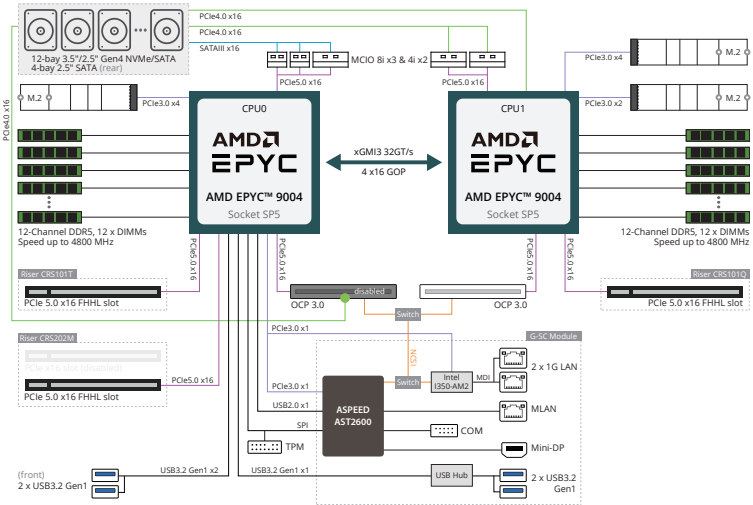 PCIe4.0 x16
PCIe4.0 x16
SATAIII x16
12-bay 3.5"/2.5" Gen4 NVMe/SATA
4-bay 2.5" SATA (rear)
MCIO 8i x3 & 4i x2
PCIe5.0 x16
PCIe5.0 x16
PCIe3.0 x4
M.2
M.2
PCIe3.0 x4
PCIe3.0 x2
M.2
PCIe4.0 x16
CPU0
AMD
EPYC
AMD EPYC™ 9004
Socket SP5
xGMI3 32GT/s
4 x16 GOP
CPU1
AMD
EPYC
AMD EPYC™ 9004
Socket SP5
12-Channel DDR5, 12 x DIMMs
Speed up to 4800 MHz
12-Channel DDR5, 12 x DIMMs
Speed up to 4800 MHz
PCIe5.0 x16
PCIe5.0 x16
PCIe5.0 x16
PCIe5.0 x16
PCIe5.0 x16
Riser CRS101T
PCIe 5.0 x16 FHHL slot
disabled
OCP 3.0
OCP 3.0
Riser CRS101Q
PCIe 5.0 x16 FHHL slot
Switch
PCIe3.0 x1
G-SC Module
Riser CRS202M
PCIe x16 slot (disabled)
PCIe5.0 x16
PCIe 5.0 x16 FHHL slot
NCSI
Switch
Intel
I350-AM2
MDI
2 x 1G LAN
PCIe3.0 x1
ASPEED
AST2600
USB2.0 x1
MLAN
SPI
COM
TPM
Mini-DP
(front)
2 x USB3.2 Gen1
USB3.2 Gen1 x2
USB3.2 Gen1 x1
USB Hub
2 x USB3.2
Gen1